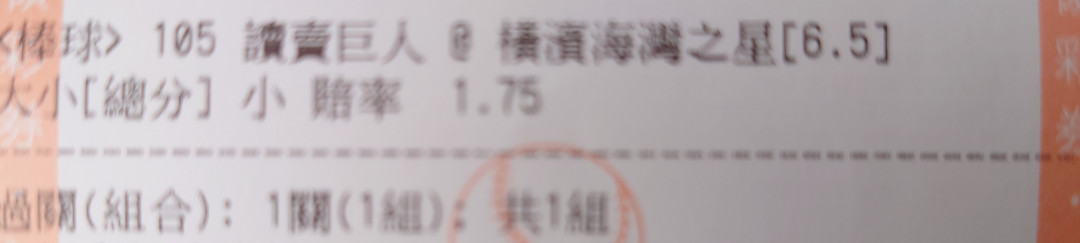 <棒球> 105 讀賣巨人 @ 橫濱海灣之星[6.5]
大小[總分] 小 賠率 1.75
過關(組合): 1關(1組): 共1組